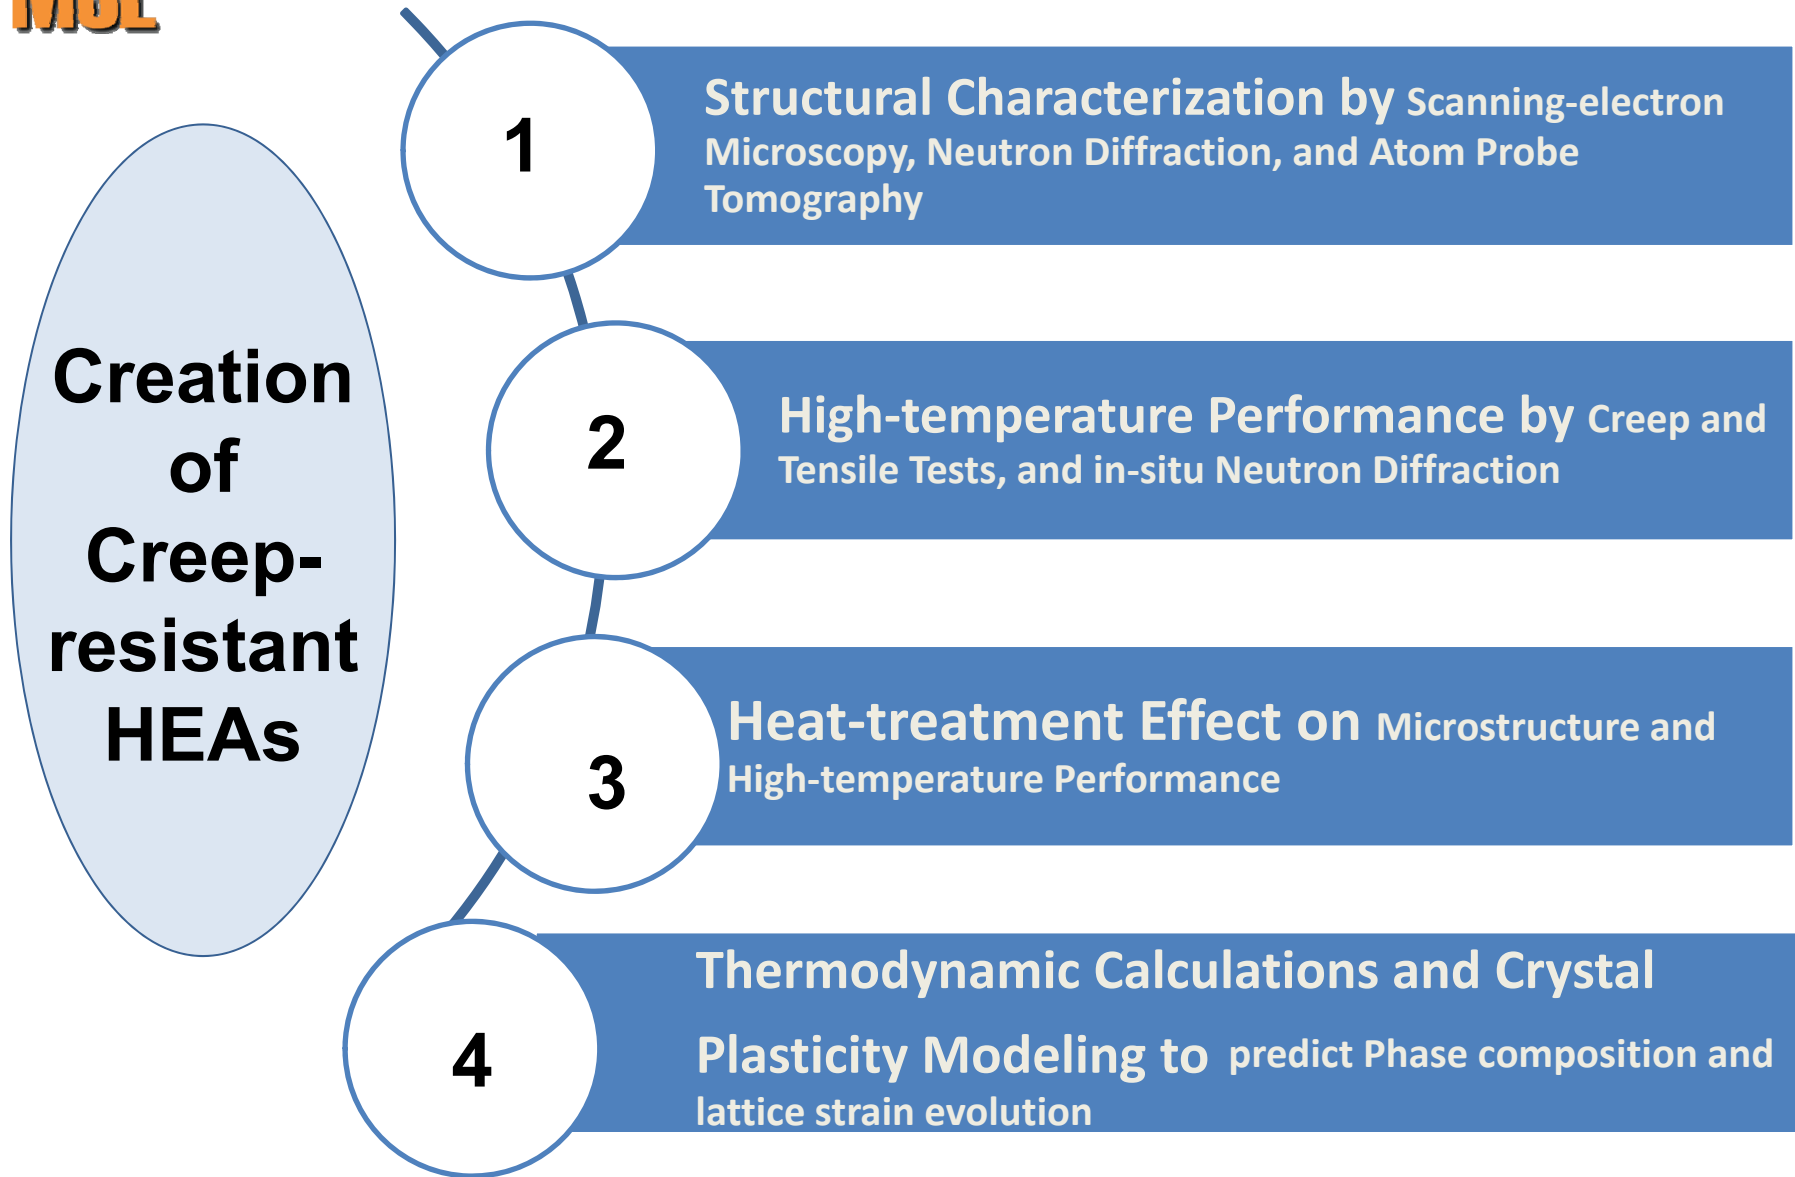 Creation
of
Creep-
resistant
HEAs
1
Structural Characterization by Scanning-electron
Microscopy, Neutron Diffraction, and Atom Probe
Tomography
2
High-temperature Performance by Creep and
Tensile Tests, and in-situ Neutron Diffraction
3
Heat-treatment Effect on Microstructure and
High-temperature Performance
4
Thermodynamic Calculations and Crystal
Plasticity Modeling to predict Phase composition and
lattice strain evolution